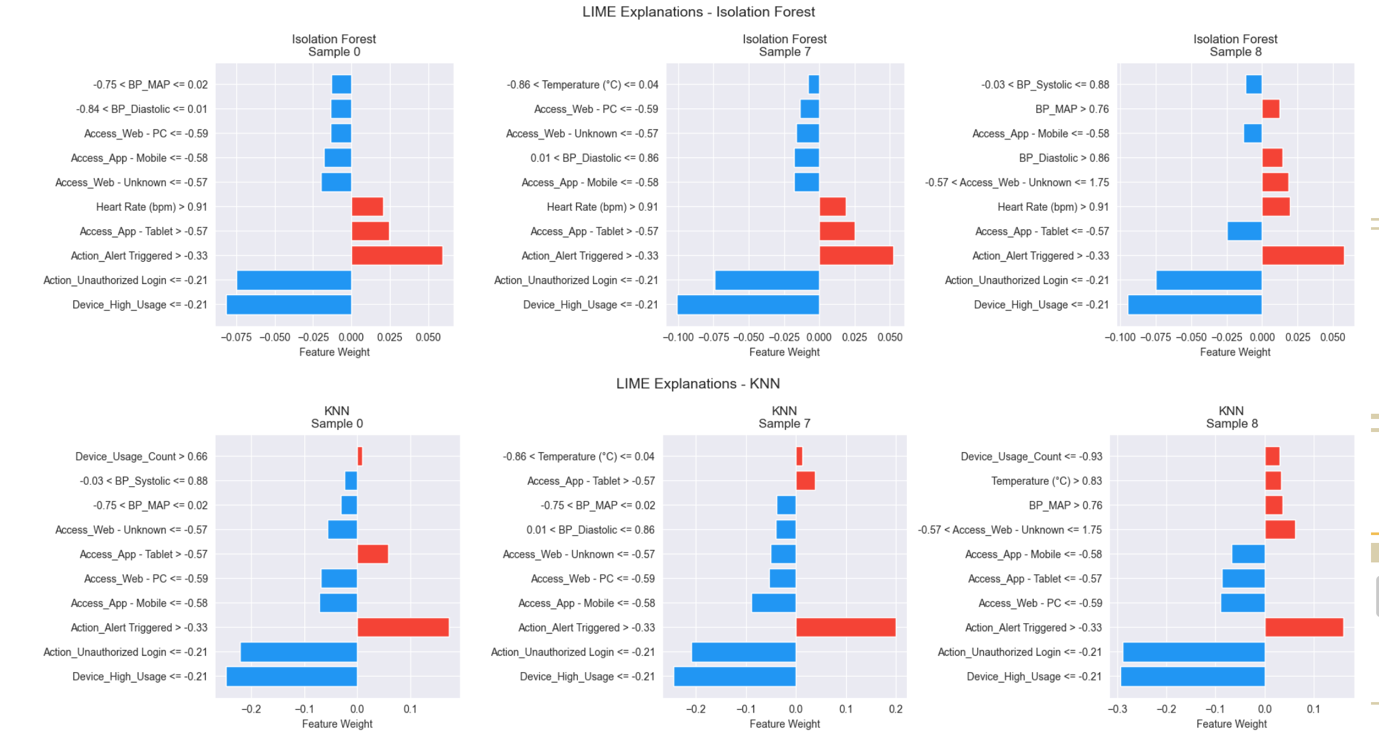 LIME Explanations - Isolation Forest
Isolation Forest
Sample 0
-0.75 < BP_MAP <= 0.02
-0.84 < BP_Diastolic <= 0.01
Access_Web - PC <= -0.59
Access_App - Mobile <= -0.58
Access_Web - Unknown <= -0.57
Heart Rate (bpm) > 0.91
Access_App - Tablet > -0.57
Action_Alert Triggered > -0.33
Action_Unauthorized Login <= -0.21
Device_High_Usage <= -0.21
−0.075 −0.050 −0.025 0.000 0.025 0.050
Feature Weight
Isolation Forest
Sample 7
-0.86 < Temperature (°C) <= 0.04
Access_Web - PC <= -0.59
Access_Web - Unknown <= -0.57
0.01 < BP_Diastolic <= 0.86
Access_App - Mobile <= -0.58
Heart Rate (bpm) > 0.91
Access_App - Tablet > -0.57
Action_Alert Triggered > -0.33
Action_Unauthorized Login <= -0.21
Device_High_Usage <= -0.21
−0.100 −0.075 −0.050 −0.025 0.000 0.025 0.050
Feature Weight
Isolation Forest
Sample 8
-0.03 < BP_Systolic <= 0.88
BP_MAP > 0.76
Access_App - Mobile <= -0.58
BP_Diastolic > 0.86
-0.57 < Access_Web - Unknown <= 1.75
Heart Rate (bpm) > 0.91
Access_App - Tablet <= -0.57
Action_Alert Triggered > -0.33
Action_Unauthorized Login <= -0.21
Device_High_Usage <= -0.21
−0.100 −0.075 −0.050 −0.025 0.000 0.025 0.050
Feature Weight
LIME Explanations - KNN
KNN
Sample 0
Device_Usage_Count > 0.66
-0.03 < BP_Systolic <= 0.88
-0.75 < BP_MAP <= 0.02
Access_Web - Unknown <= -0.57
Access_App - Tablet > -0.57
Access_Web - PC <= -0.59
Access_App - Mobile <= -0.58
Action_Alert Triggered > -0.33
Action_Unauthorized Login <= -0.21
Device_High_Usage <= -0.21
−0.2 −0.1 0.0 0.1
Feature Weight
KNN
Sample 7
-0.86 < Temperature (°C) <= 0.04
Access_App - Tablet > -0.57
-0.75 < BP_MAP <= 0.02
0.01 < BP_Diastolic <= 0.86
Access_Web - Unknown <= -0.57
Access_Web - PC <= -0.59
Access_App - Mobile <= -0.58
Action_Alert Triggered > -0.33
Action_Unauthorized Login <= -0.21
Device_High_Usage <= -0.21
−0.2 −0.1 0.0 0.1 0.2
Feature Weight
KNN
Sample 8
Device_Usage_Count <= -0.93
Temperature (°C) > 0.83
BP_MAP > 0.76
-0.57 < Access_Web - Unknown <= 1.75
Access_App - Mobile <= -0.58
Access_App - Tablet <= -0.57
Access_Web - PC <= -0.59
Action_Alert Triggered > -0.33
Action_Unauthorized Login <= -0.21
Device_High_Usage <= -0.21
−0.3 −0.2 −0.1 0.0 0.1
Feature Weight